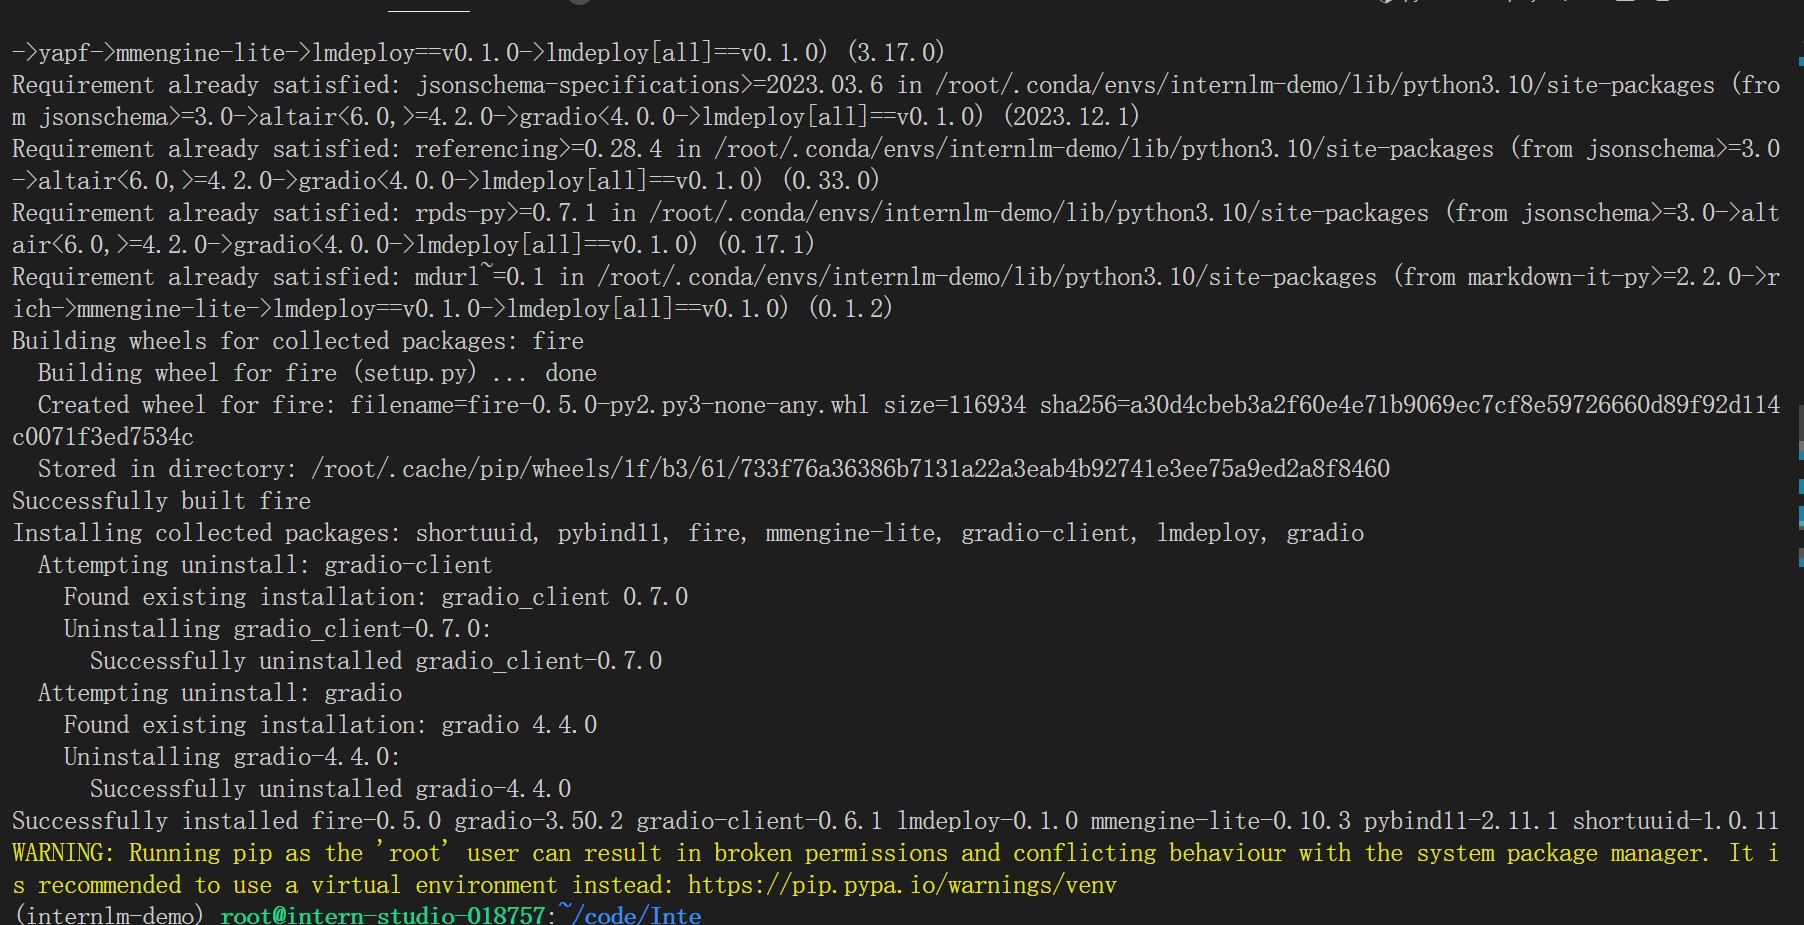 ->yapf->mmengine-lite->lmdeploy==v0.1.0->lmdeploy[all]==v0.1.0) (3.17.0)
Requirement already satisfied: jsonschema-specifications>=2023.03.6 in /root/.conda/envs/internlm-demo/lib/python3.10/site-packages (fro
m jsonschema>=3.0->altair<6.0,>=4.2.0->gradio<4.0.0->lmdeploy[all]==v0.1.0) (2023.12.1)
Requirement already satisfied: referencing>=0.28.4 in /root/.conda/envs/internlm-demo/lib/python3.10/site-packages (from jsonschema>=3.0
->altair<6.0,>=4.2.0->gradio<4.0.0->lmdeploy[all]==v0.1.0) (0.33.0)
Requirement already satisfied: rpds-py>=0.7.1 in /root/.conda/envs/internlm-demo/lib/python3.10/site-packages (from jsonschema>=3.0->alt
air<6.0,>=4.2.0->gradio<4.0.0->lmdeploy[all]==v0.1.0) (0.17.1)
Requirement already satisfied: mdurl~=0.1 in /root/.conda/envs/internlm-demo/lib/python3.10/site-packages (from markdown-it-py>=2.2.0->r
ich->mmengine-lite->lmdeploy==v0.1.0->lmdeploy[all]==v0.1.0) (0.1.2)
Building wheels for collected packages: fire
  Building wheel for fire (setup.py) ... done
  Created wheel for fire: filename=fire-0.5.0-py2.py3-none-any.whl size=116934 sha256=a30d4cbeb3a2f60e4e71b9069ec7cf8e59726660d89f92d114
c0071f3ed7534c
  Stored in directory: /root/.cache/pip/wheels/1f/b3/61/733f76a36386b7131a22a3eab4b92741e3ee75a9ed2a8f8460
Successfully built fire
Installing collected packages: shortuuid, pybind11, fire, mmengine-lite, gradio-client, lmdeploy, gradio
  Attempting uninstall: gradio-client
    Found existing installation: gradio_client 0.7.0
    Uninstalling gradio_client-0.7.0:
      Successfully uninstalled gradio_client-0.7.0
  Attempting uninstall: gradio
    Found existing installation: gradio 4.4.0
    Uninstalling gradio-4.4.0:
      Successfully uninstalled gradio-4.4.0
Successfully installed fire-0.5.0 gradio-3.50.2 gradio-client-0.6.1 lmdeploy-0.1.0 mmengine-lite-0.10.3 pybind11-2.11.1 shortuuid-1.0.11
WARNING: Running pip as the 'root' user can result in broken permissions and conflicting behaviour with the system package manager. It i
s recommended to use a virtual environment instead: https://pip.pypa.io/warnings/venv
(internlm-demo) root@intern-studio-018757:~/code/Inte